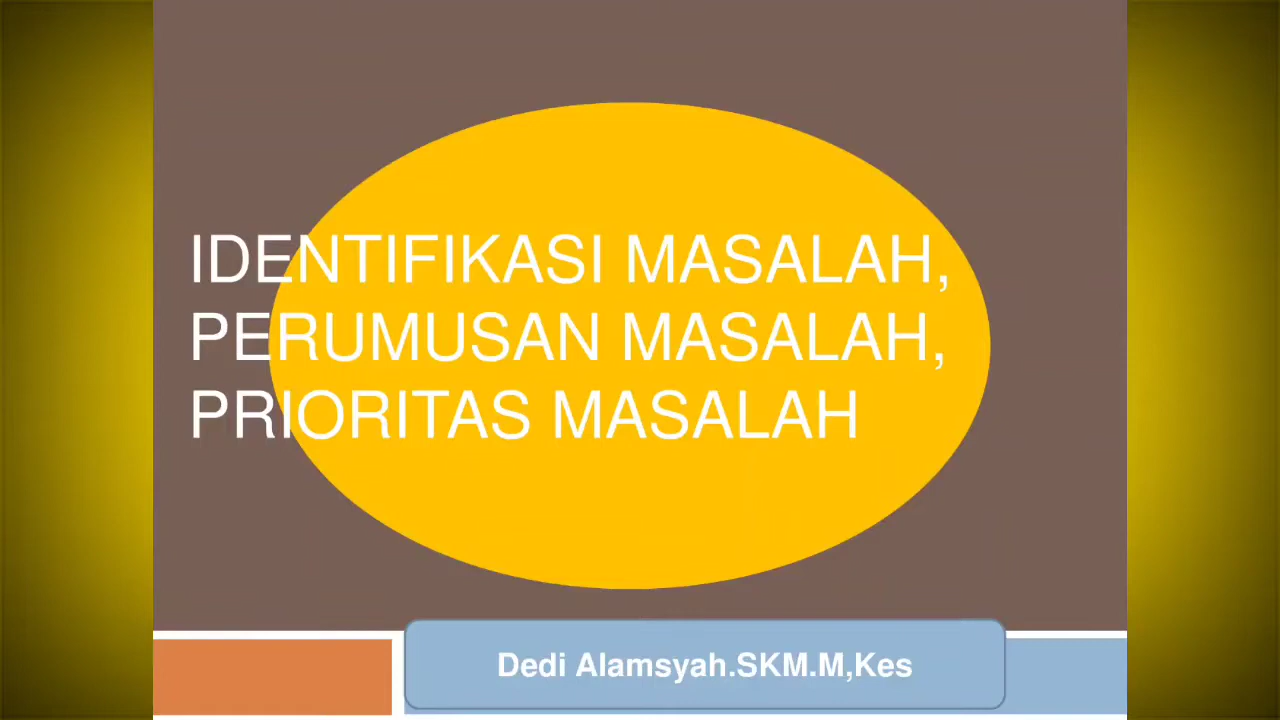 IDENTIFIKASI MASALAH,
PERUMUSAN MASALAH,
PRIORITAS MASALAH
Dedi Alamsyah.SKM.M,Kes